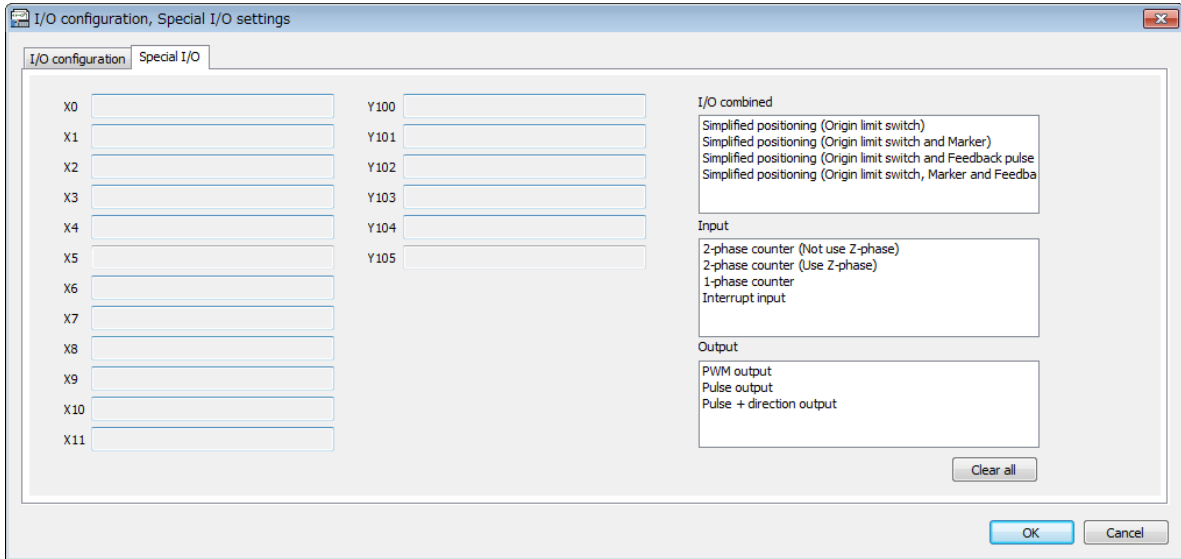 I/O configuration, Special I/O settings
I/O configuration
Special I/O
X0
X1
X2
X3
X4
X5
X6
X7
X8
X9
X10
X11
Y100
Y101
Y102
Y103
Y104
Y105
I/O combined
Simplified positioning (Origin limit switch)
Simplified positioning (Origin limit switch and Marker)
Simplified positioning (Origin limit switch and Feedback pulse
Simplified positioning (Origin limit switch, Marker and Feedba
Input
2-phase counter (Not use Z-phase)
2-phase counter (Use Z-phase)
1-phase counter
Interrupt input
Output
PWM output
Pulse output
Pulse + direction output
Clear all
OK
Cancel